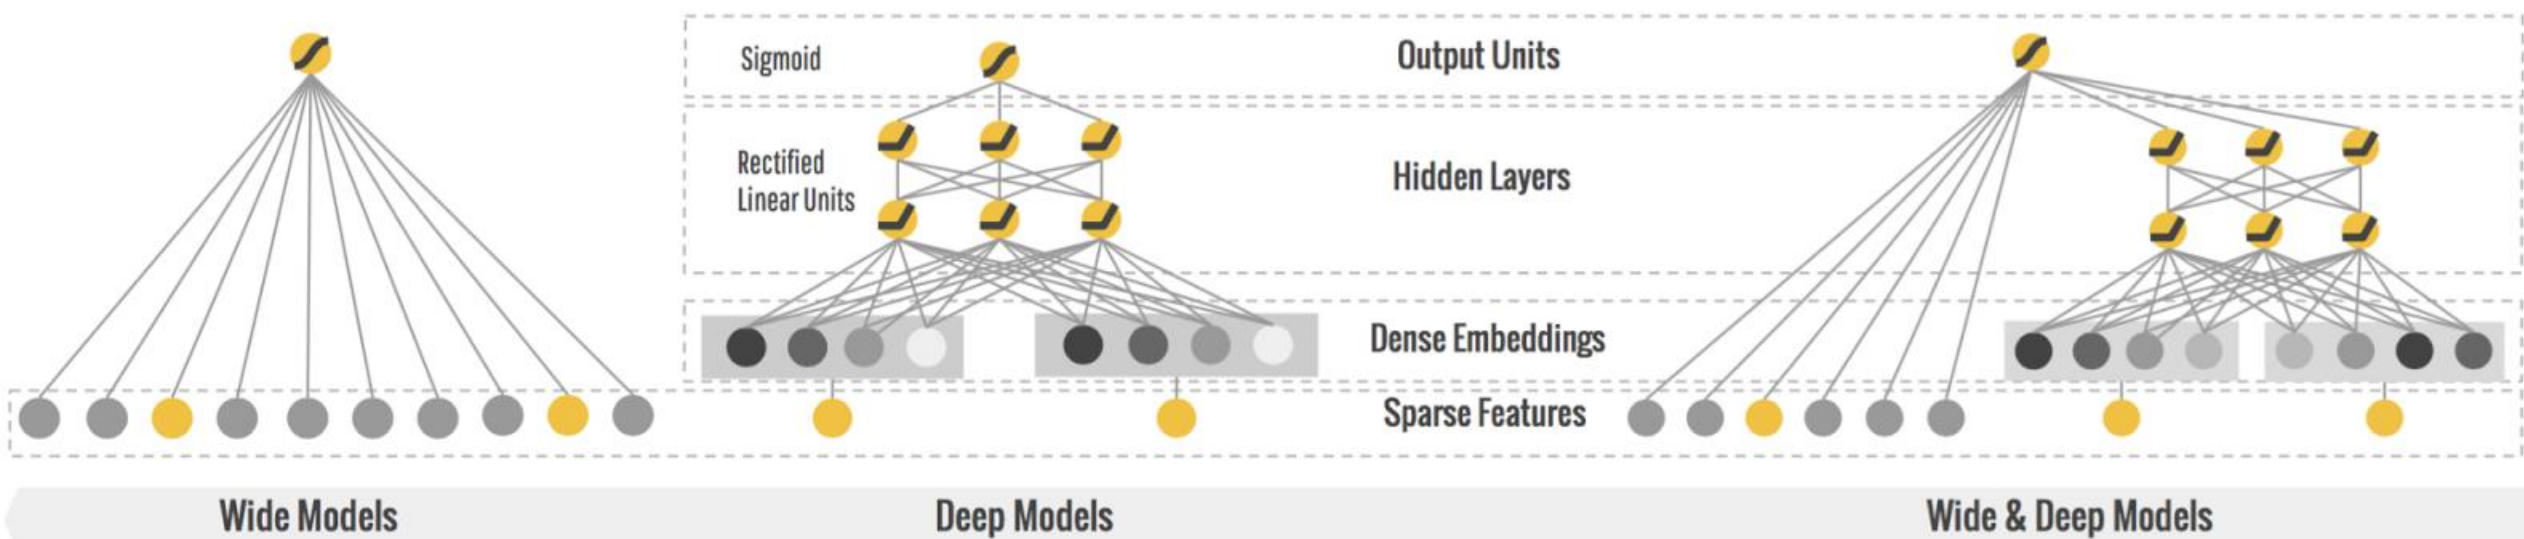 Sigmoid
Output Units
Rectified
Linear Units
Hidden Layers
Dense Embeddings
Sparse Features
Wide Models
Deep Models
Wide & Deep Models